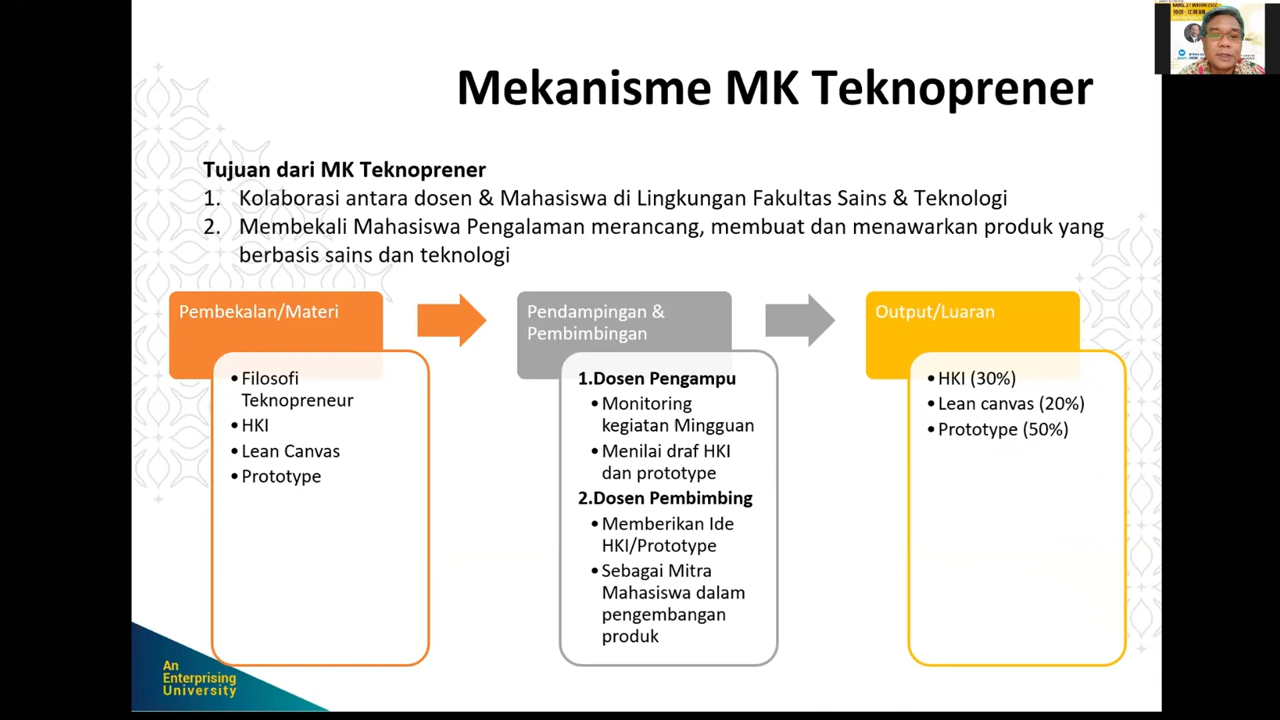 Mekanisme MK Teknoprener
Tujuan dari MK Teknoprener
1. Kolaborasi antara dosen & Mahasiswa di Lingkungan Fakultas Sains & Teknologi
2. Membekali Mahasiswa Pengalaman merancang, membuat dan menawarkan produk yang
berbasis sains dan teknologi
Pembekalan/Materi
•Filosofi
Teknopreneur
•HKI
•Lean Canvas
•Prototype
Pendampingan &
Pembimbingan
1.Dosen Pengampu
•Monitoring
kegiatan Mingguan
•Menilai draf HKI
dan prototype
2.Dosen Pembimbing
•Memberikan Ide
HKI/Prototype
•Sebagai Mitra
Mahasiswa dalam
pengembangan
produk
Output/Luaran
•HKI (30%)
•Lean canvas (20%)
•Prototype (50%)
An
Enterprising
University